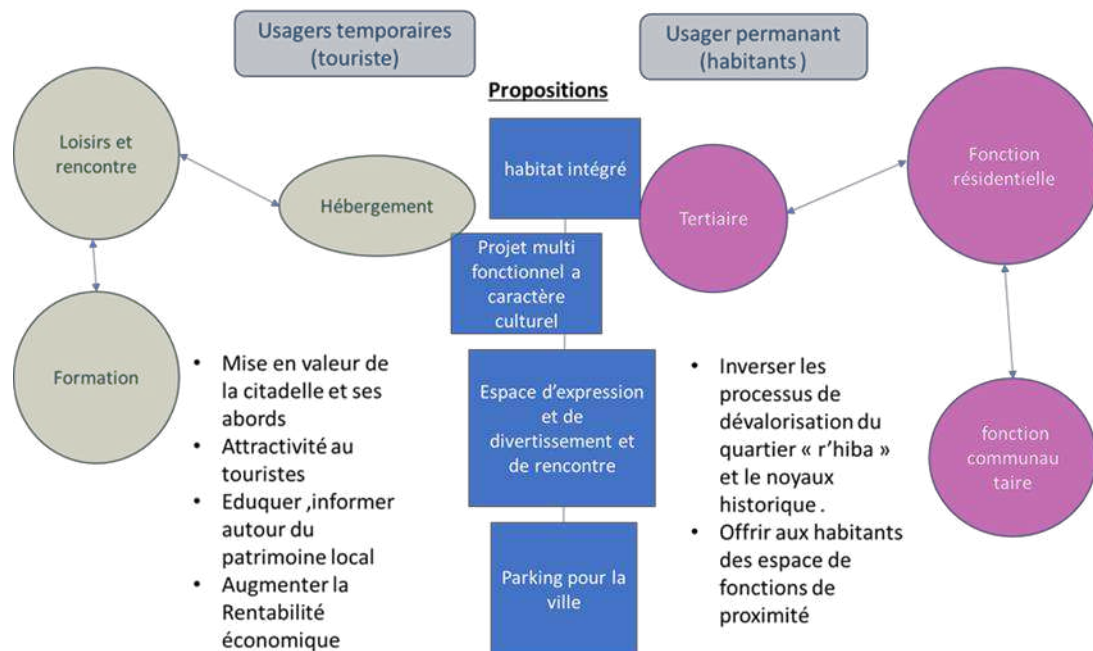 Usagers temporaires
(touriste)
Usager permanant
(habitants )
Propositions
Loisirs et
rencontre
Hébergement
Formation
habitat intégré
Projet multi
fonctionnel a
caractère
culturel
Espace d’expression
et de
divertissement et
de rencontre
Parking pour la
ville
Tertiaire
Fonction
résidentielle
fonction
communau
taire
• Mise en valeur de
la citadelle et ses
abords
• Attractivité au
touristes
• Eduquer ,informer
autour du
patrimoine local
• Augmenter la
Rentabilité
économique
• Inverser les
processus de
dévalorisation du
quartier « r’hiba »
et le noyaux
historique .
• Offrir aux habitants
des espace de
fonctions de
proximité